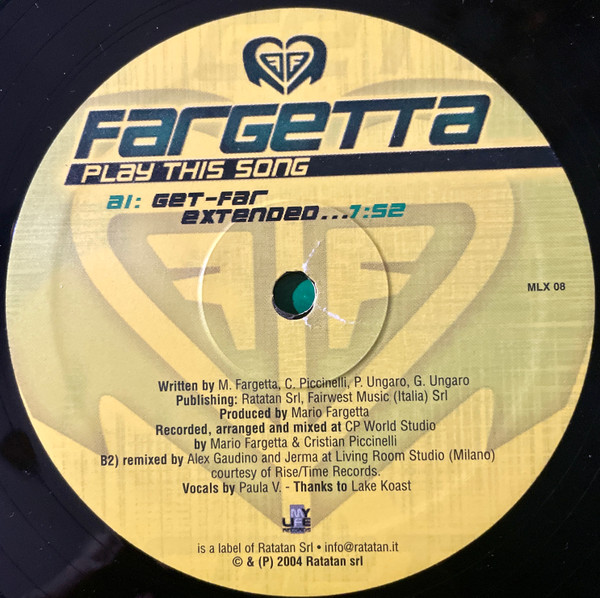 FARGETTA
PLAY THIS SONG
A1: GET-FAR
EXTENDED...7:52
MLX 08
Written by M. Fargetta, C. Piccinelli, P. Ungaro, G. Ungaro
Publishing: Ratatan Srl, Fairwest Music (Italia) Srl
Produced by Mario Fargetta
Recorded, arranged and mixed at CP World Studio
by Mario Fargetta & Cristian Piccinelli
B2) remixed by Alex Gaudino and Jerma at Living Room Studio (Milano)
courtesy of Rise/Time Records.
Vocals by Paula V. - Thanks to Lake Koast
MY
LIFE
RECORDS
is a label of Ratatan Srl • info@ratatan.it
© & (P) 2004 Ratatan srl